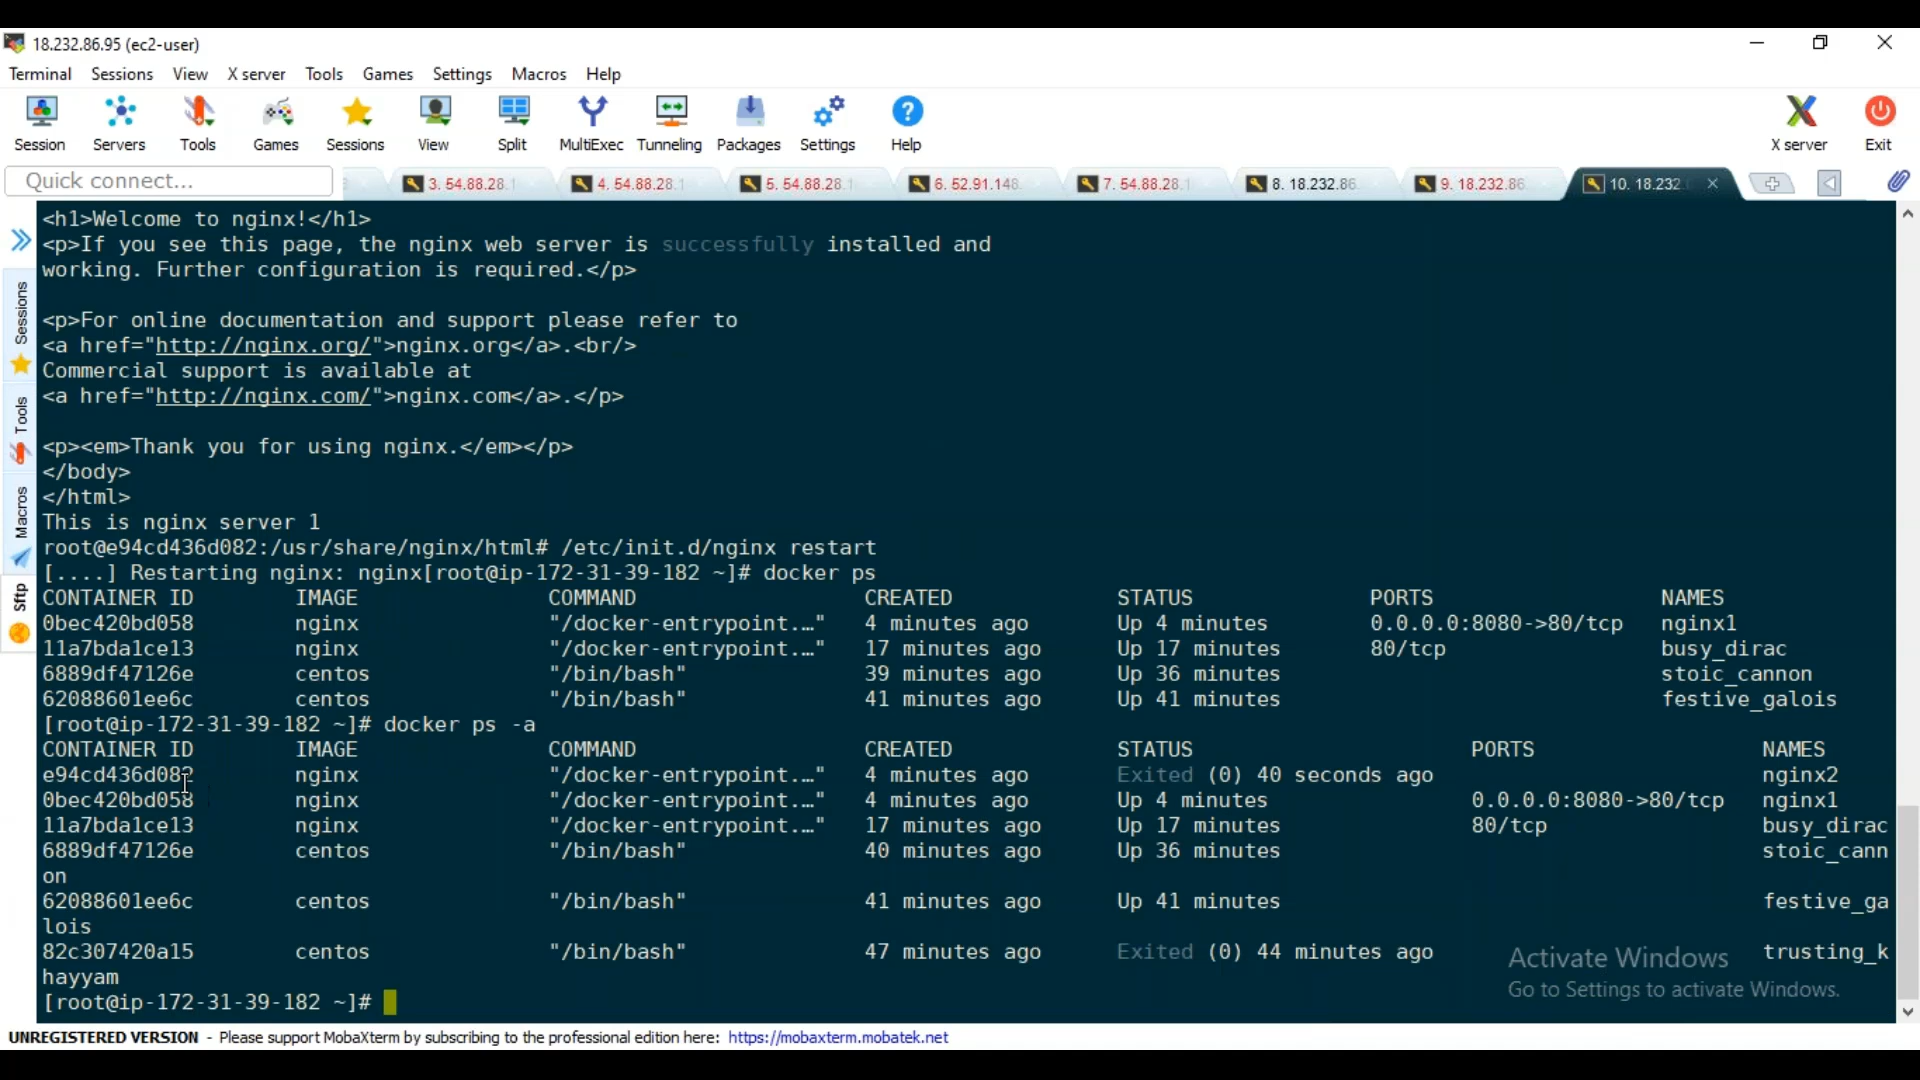 18.232.86.95 (ec2-user)
Terminal Sessions View X server Tools Games Settings Macros Help
Session Servers Tools Games Sessions View Split MultiExec Tunneling Packages Settings Help X server Exit
Quick connect... 3. 54.88.28.1 4. 54.88.28.1 5. 54.88.28.1 6. 52.91.148. 7. 54.88.28.1 8. 18.232.86. 9. 18.232.86. 10. 18.232.
Sessions
Tools
Macros
Sftp
<h1>Welcome to nginx!</h1>
<p>If you see this page, the nginx web server is successfully installed and
working. Further configuration is required.</p>
<p>For online documentation and support please refer to
<a href="http://nginx.org/">nginx.org</a>.<br/>
Commercial support is available at
<a href="http://nginx.com/">nginx.com</a>.</p>
<p><em>Thank you for using nginx.</em></p>
</body>
</html>
This is nginx server 1
root@e94cd436d082:/usr/share/nginx/html# /etc/init.d/nginx restart
[....] Restarting nginx: nginx[root@ip-172-31-39-182 ~]# docker ps
CONTAINER ID IMAGE COMMAND CREATED STATUS PORTS NAMES
0bec420bd058 nginx "/docker-entrypoint.…" 4 minutes ago Up 4 minutes 0.0.0.0:8080->80/tcp nginx1
11a7bda1ce13 nginx "/docker-entrypoint.…" 17 minutes ago Up 17 minutes 80/tcp busy_dirac
6889df47126e centos "/bin/bash" 39 minutes ago Up 36 minutes stoic_cannon
62088601ee6c centos "/bin/bash" 41 minutes ago Up 41 minutes festive_galois
[root@ip-172-31-39-182 ~]# docker ps -a
CONTAINER ID IMAGE COMMAND CREATED STATUS PORTS NAMES
e94cd436d082 nginx "/docker-entrypoint.…" 4 minutes ago Exited (0) 40 seconds ago nginx2
0bec420bd058 nginx "/docker-entrypoint.…" 4 minutes ago Up 4 minutes 0.0.0.0:8080->80/tcp nginx1
11a7bda1ce13 nginx "/docker-entrypoint.…" 17 minutes ago Up 17 minutes 80/tcp busy_dirac
6889df47126e centos "/bin/bash" 40 minutes ago Up 36 minutes stoic_cann
on
62088601ee6c centos "/bin/bash" 41 minutes ago Up 41 minutes festive_ga
lois
82c307420a15 centos "/bin/bash" 47 minutes ago Exited (0) 44 minutes ago trusting_k
hayyam
[root@ip-172-31-39-182 ~]#
Activate Windows
Go to Settings to activate Windows.
UNREGISTERED VERSION - Please support MobaXterm by subscribing to the professional edition here: https://mobaxterm.mobatek.net